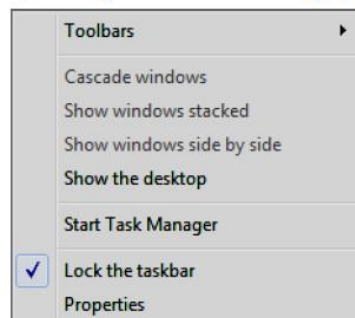 Toolbars
Cascade windows
Show windows stacked
Show windows side by side
Show the desktop
Start Task Manager
Lock the taskbar
Properties